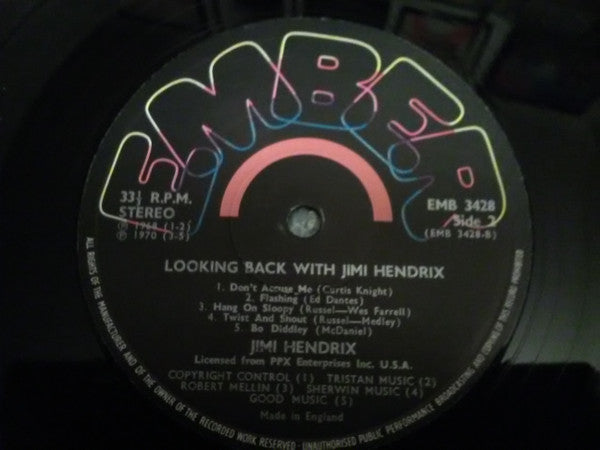 EMBER
33⅓ R.P.M.
STEREO
℗ 1968 (1-2)
℗ 1970 (3-5)
EMB 3428
Side 2
(EMB 3428-B)
LOOKING BACK WITH JIMI HENDRIX
1. Don't Accuse Me (Curtis Knight)
2. Flashing (Ed Dantes)
3. Hang On Sloopy (Russel—Wes Farrell)
4. Twist And Shout (Russel—Medley)
5. Bo Diddley (McDaniel)
JIMI HENDRIX
Licensed from PPX Enterprises Inc. U.S.A.
COPYRIGHT CONTROL (1) TRISTAN MUSIC (2)
ROBERT MELLIN (3) SHERWIN MUSIC (4)
GOOD MUSIC (5)
Made in England
ALL RIGHTS OF THE MANUFACTURER AND OF THE OWNER OF THE RECORDED WORK RESERVED—UNAUTHORISED PUBLIC PERFORMANCE BROADCASTING AND COPYING OF THIS RECORD PROHIBITED